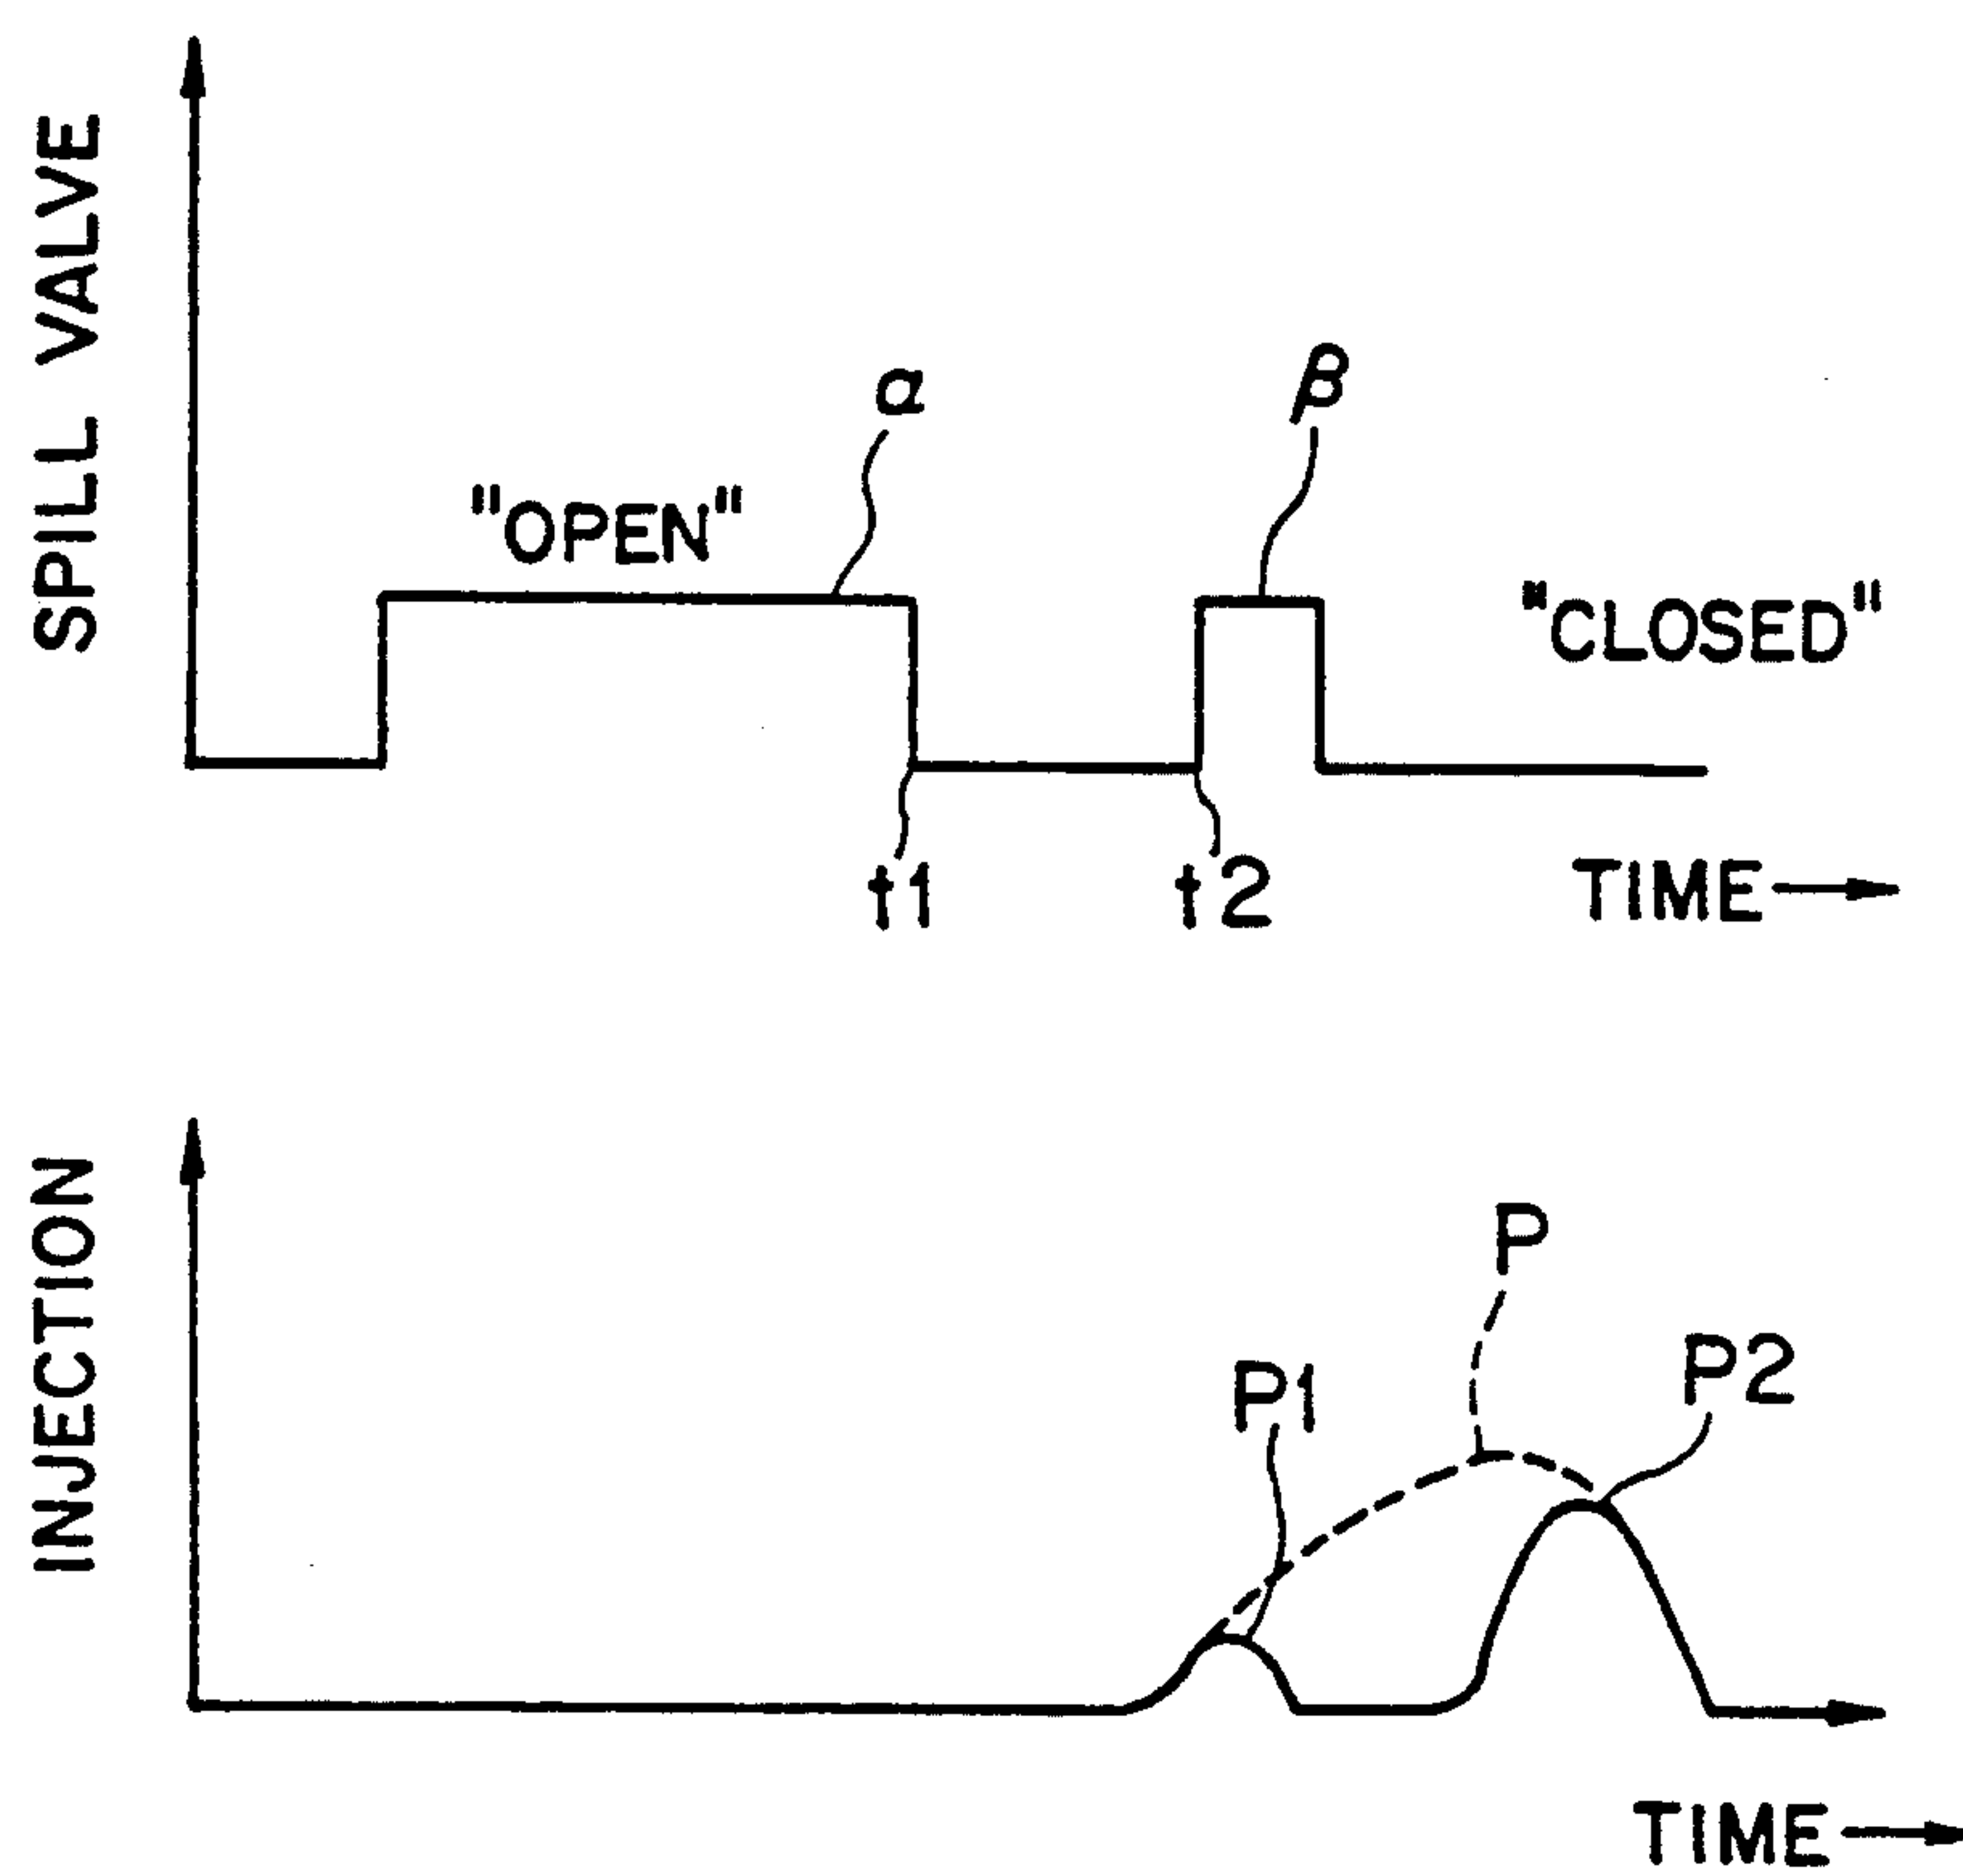 SPILL VALVE
α
β
"OPEN"
"CLOSED"
t1
t2
TIME
INJECTION
P
P1
P2
TIME